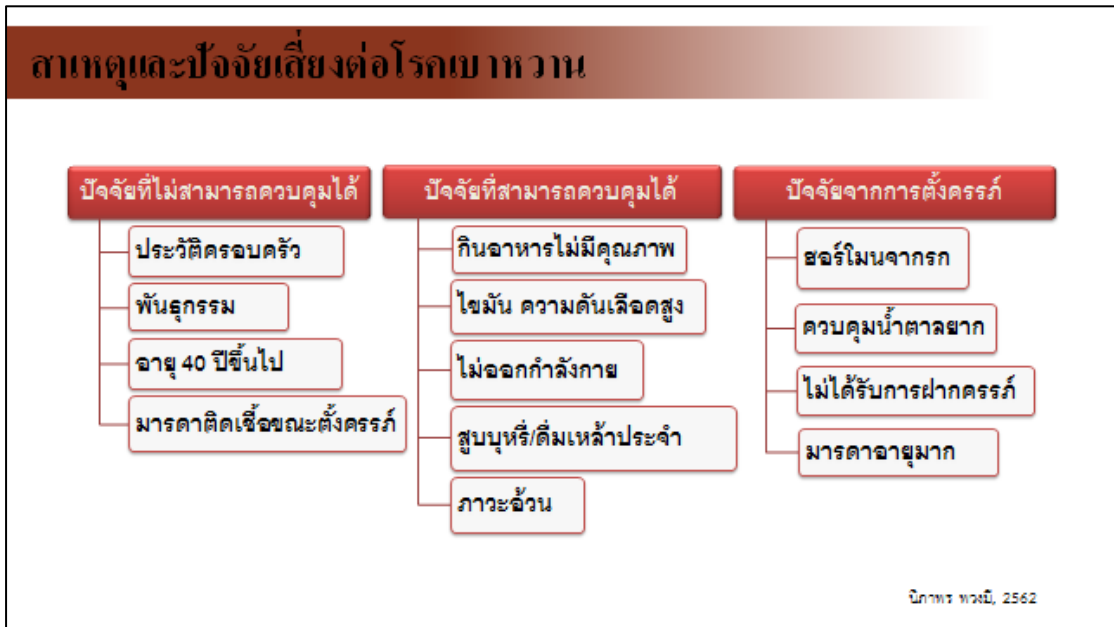 สาเหตุและปัจจัยเสี่ยงต่อโรคเบาหวาน
ปัจจัยที่ไม่สามารถควบคุมได้
ประวัติครอบครัว
พันธุกรรม
อายุ 40 ปีขึ้นไป
มารดาติดเชื้อขณะตั้งครรภ์
ปัจจัยที่สามารถควบคุมได้
กินอาหารไม่มีคุณภาพ
ไขมัน ความดันเลือดสูง
ไม่ออกกำลังกาย
สูบบุหรี่/ดื่มเหล้าประจำ
ภาวะอ้วน
ปัจจัยจากการตั้งครรภ์
ฮอร์โมนจากรก
ควบคุมน้ำตาลยาก
ไม่ได้รับการฝากครรภ์
มารดาอายุมาก
นิภาพร พวงมี, 2562